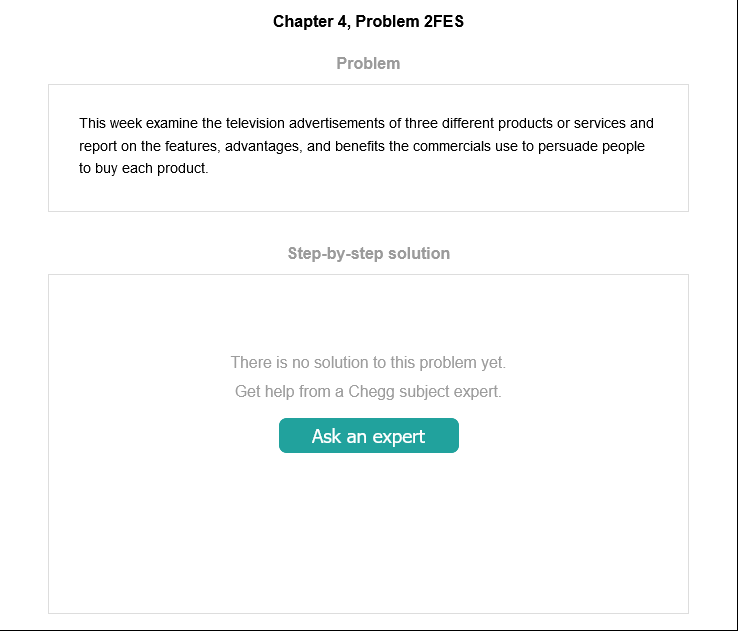 Chapter 4, Problem 2FES
Problem
This week examine the television advertisements of three different products or services and
report on the features, advantages, and benefits the commercials use to persuade people
to buy each product.
Step-by-step solution
There is no solution to this problem yet.
Get help from a Chegg subject expert.
Ask an expert